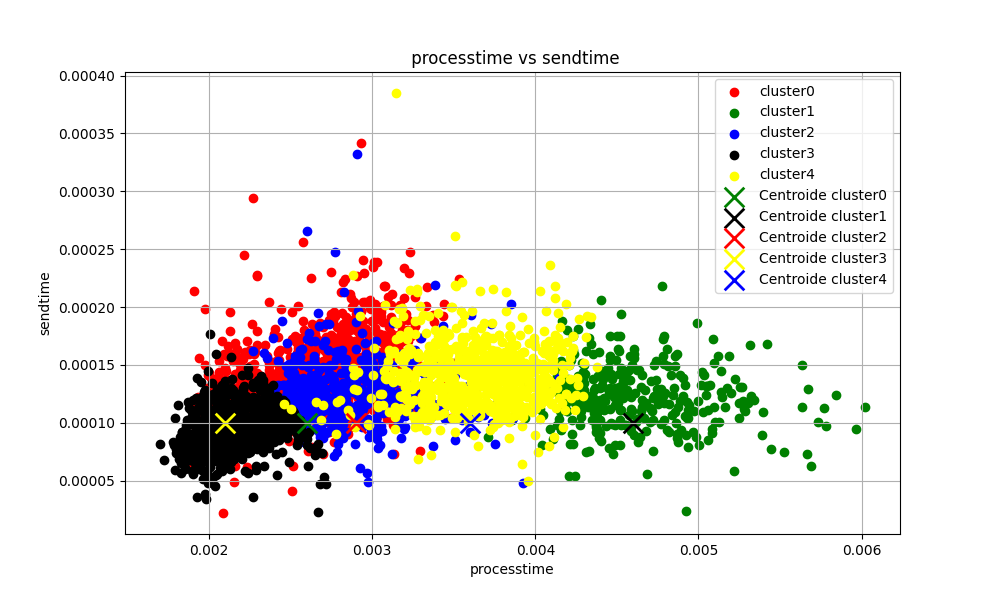 processtime vs sendtime
0.00040
0.00035
0.00030
0.00025
0.00020
0.00015
0.00010
0.00005
sendtime
cluster0
cluster1
cluster2
cluster3
cluster4
Centroide cluster0
Centroide cluster1
Centroide cluster2
Centroide cluster3
Centroide cluster4
0.002 0.003 0.004 0.005 0.006
processtime